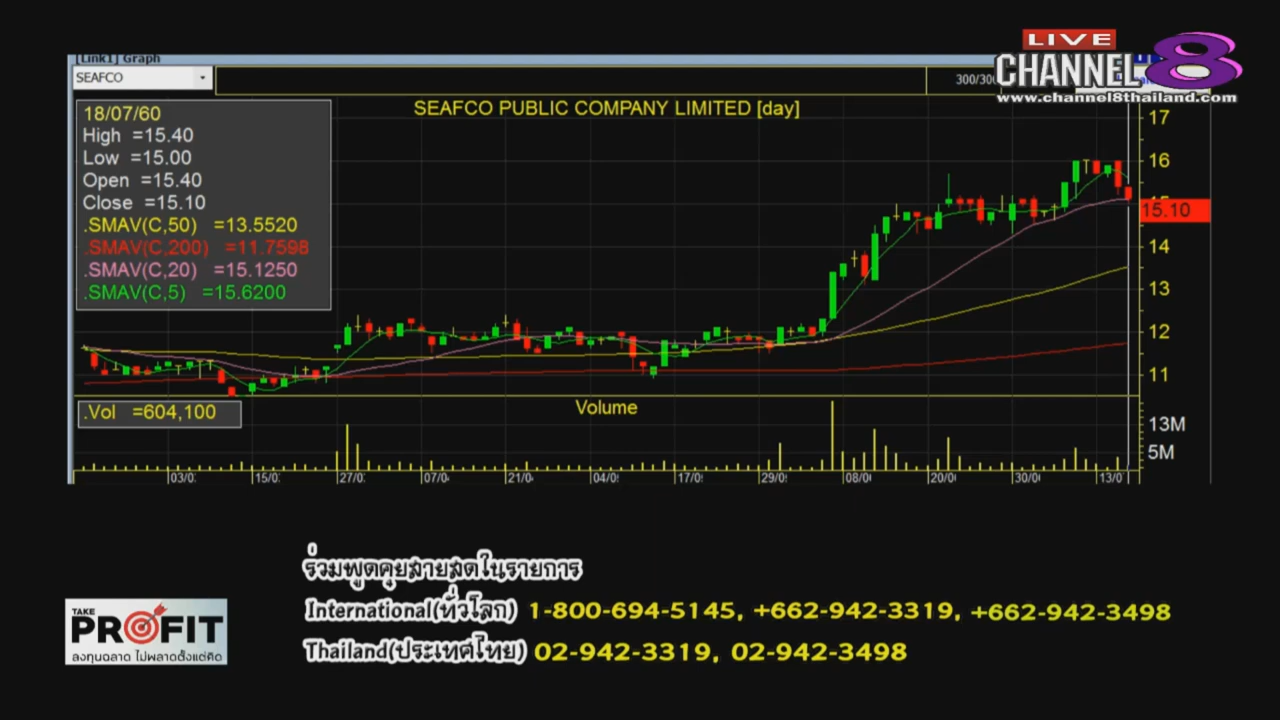 [Link1] Graph
SEAFCO
300/300
LIVE
CHANNEL 8
www.channel8thailand.com
SEAFCO PUBLIC COMPANY LIMITED [day]
18/07/60
High =15.40
Low =15.00
Open =15.40
Close =15.10
.SMAV(C,50) =13.5520
.SMAV(C,200) =11.7598
.SMAV(C,20) =15.1250
.SMAV(C,5) =15.6200
17
16
15.10
14
13
12
11
.Vol =604,100
Volume
13M
5M
03/0 15/0 27/0 07/0 21/0 04/0 17/0 29/0 08/0 20/0 30/0 13/0
ร่วมพูดคุยสายสดในรายการ
International(ทั่วโลก) 1-800-694-5145, +662-942-3319, +662-942-3498
Thailand(ประเทศไทย) 02-942-3319, 02-942-3498
TAKE
PROFIT
ลงทุนฉลาด ไม่พลาดตั้งแต่คิด